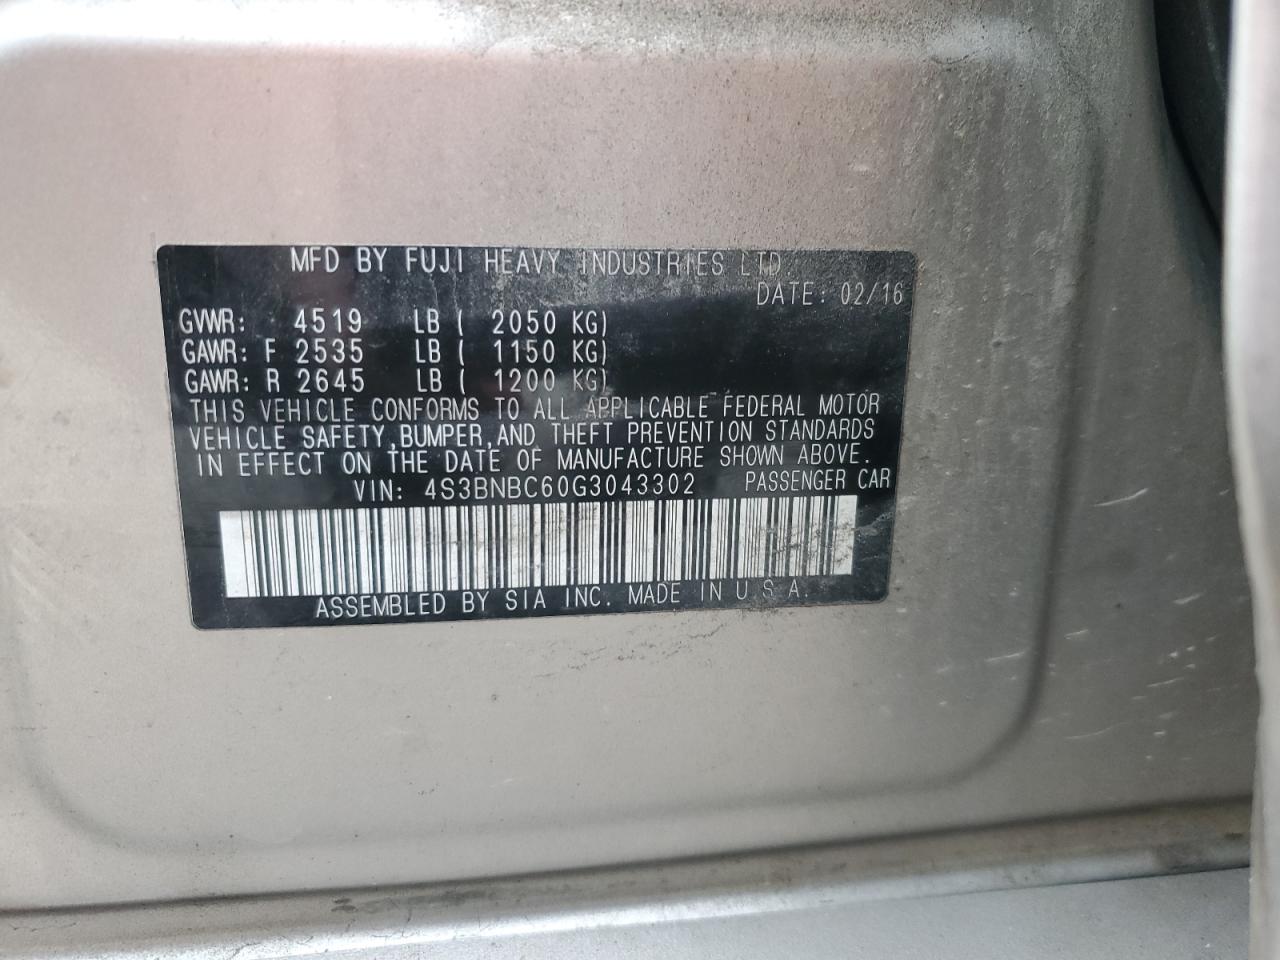 MFD BY FUJI HEAVY INDUSTRIES LTD.
DATE: 02/16
GVWR: 4519 LB ( 2050 KG)
GAWR: F 2535 LB ( 1150 KG)
GAWR: R 2645 LB ( 1200 KG)
THIS VEHICLE CONFORMS TO ALL APPLICABLE FEDERAL MOTOR
VEHICLE SAFETY,BUMPER,AND THEFT PREVENTION STANDARDS
IN EFFECT ON THE DATE OF MANUFACTURE SHOWN ABOVE.
VIN: 4S3BNBC60G3043302 PASSENGER CAR
ASSEMBLED BY SIA INC. MADE IN U S A.